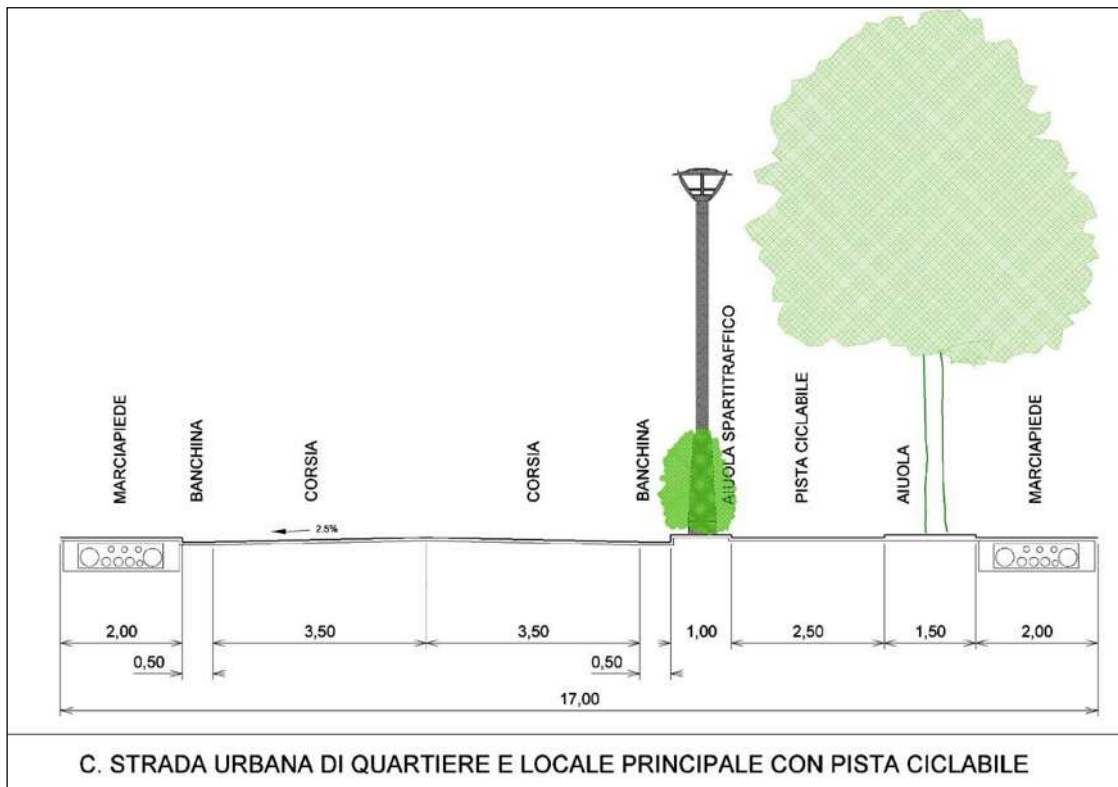 MARCIAPIEDE
BANCHINA
CORSIA
CORSIA
BANCHINA
AIUOLA SPARTITRAFFICO
PISTA CICLABILE
AIUOLA
MARCIAPIEDE
2.5%
2,00
3,50
3,50
1,00
2,50
1,50
2,00
0,50
0,50
17,00
C. STRADA URBANA DI QUARTIERE E LOCALE PRINCIPALE CON PISTA CICLABILE